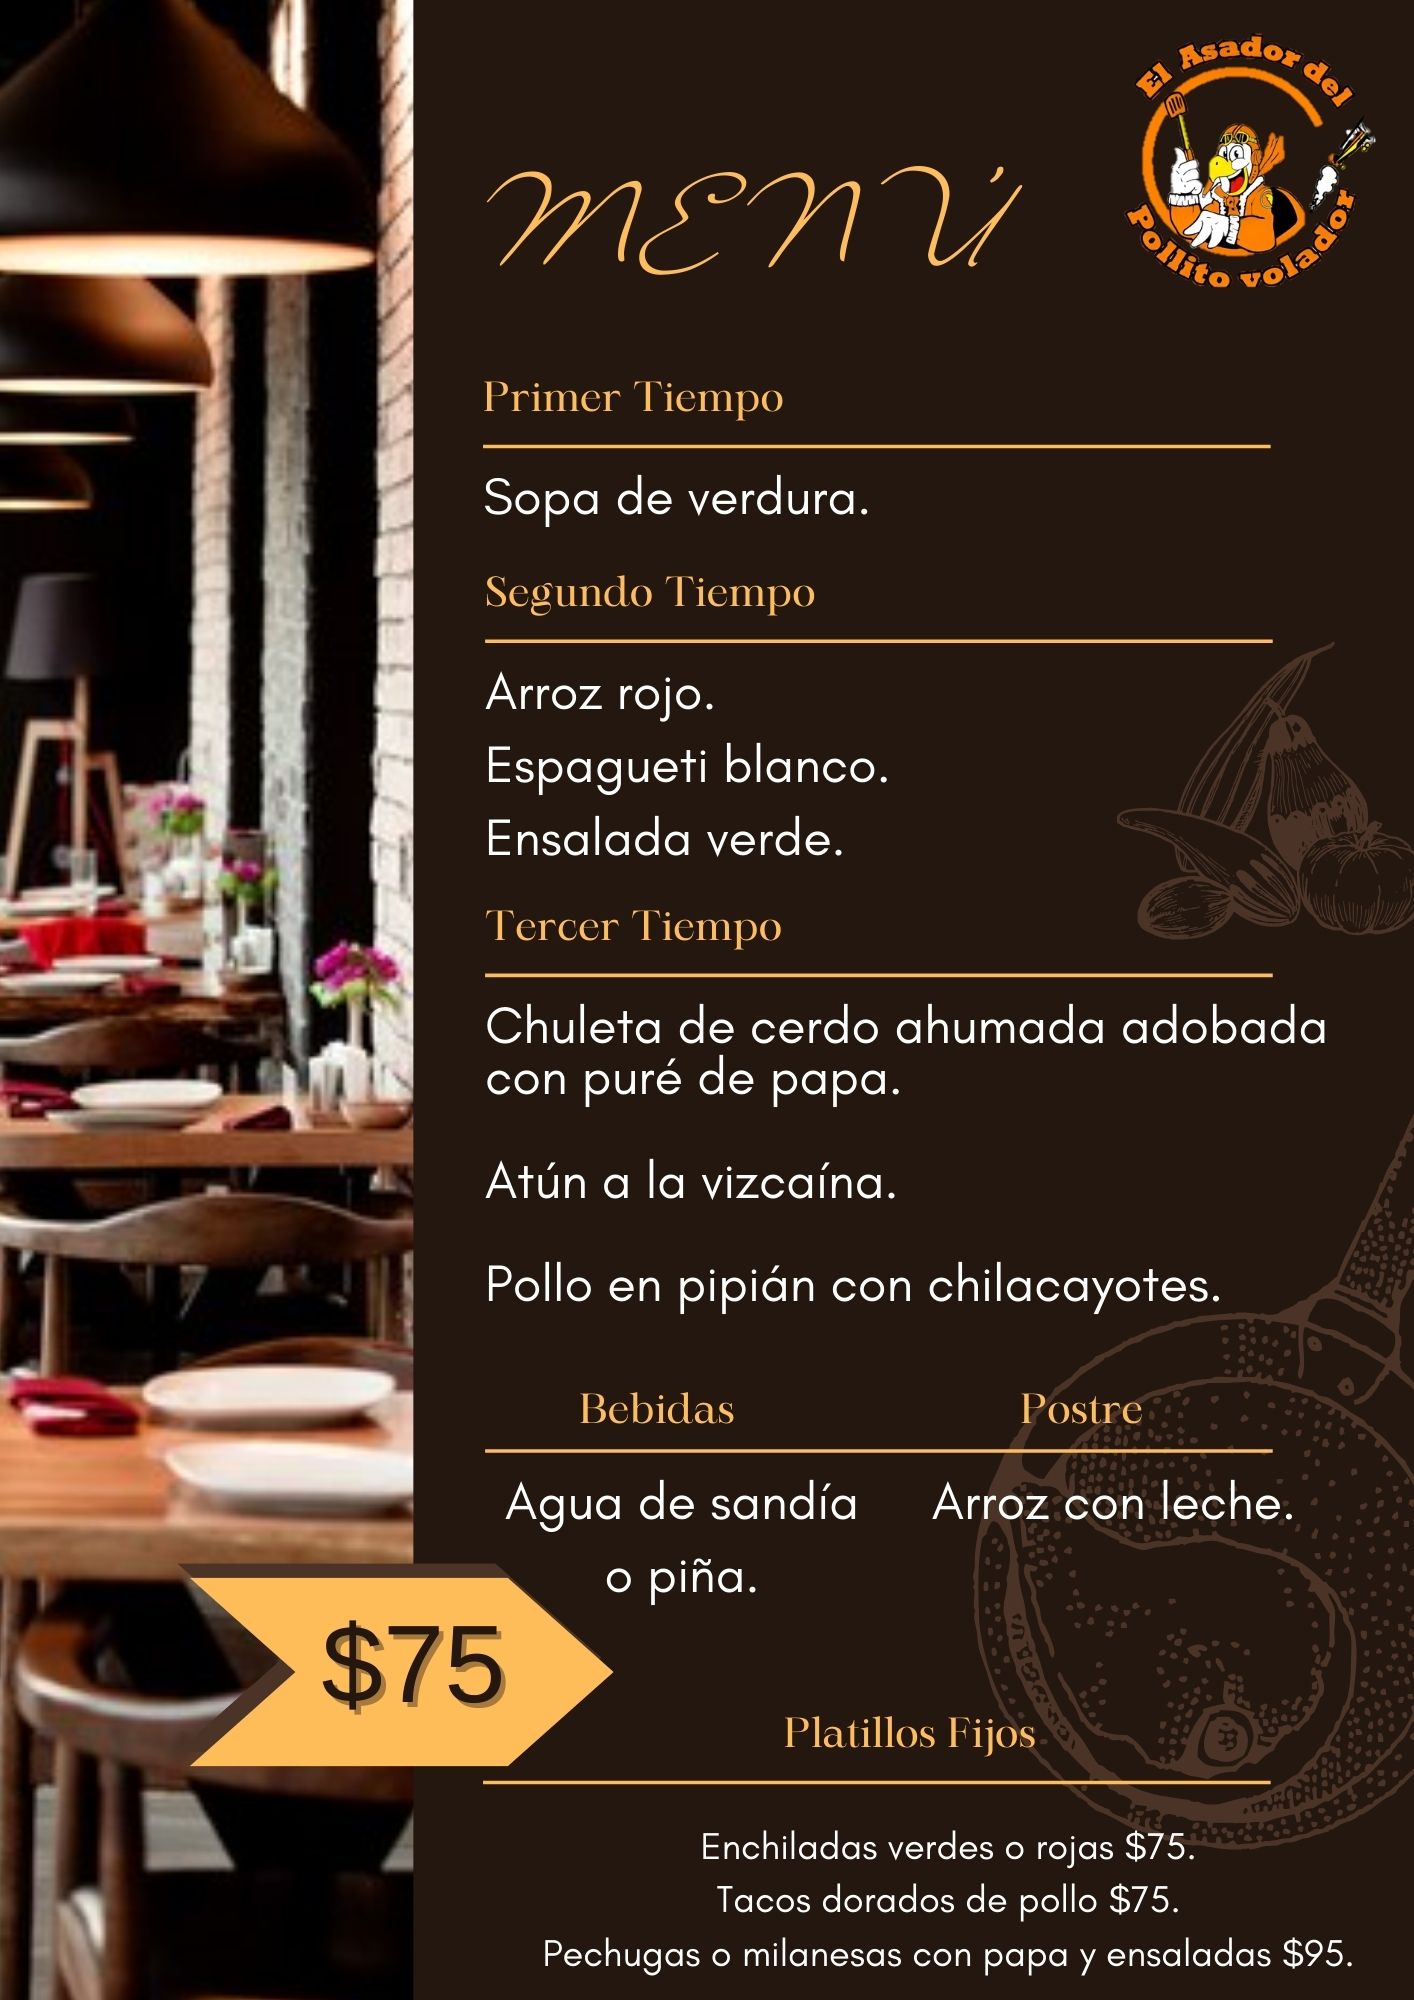 El Asador del
Pollito volador
MENÚ
Primer Tiempo
Sopa de verdura.
Segundo Tiempo
Arroz rojo.
Espagueti blanco.
Ensalada verde.
Tercer Tiempo
Chuleta de cerdo ahumada adobada
con puré de papa.
Atún a la vizcaína.
Pollo en pipián con chilacayotes.
Bebidas
Agua de sandía
o piña.
Postre
Arroz con leche.
$75
Platillos Fijos
Enchiladas verdes o rojas $75.
Tacos dorados de pollo $75.
Pechugas o milanesas con papa y ensaladas $95.